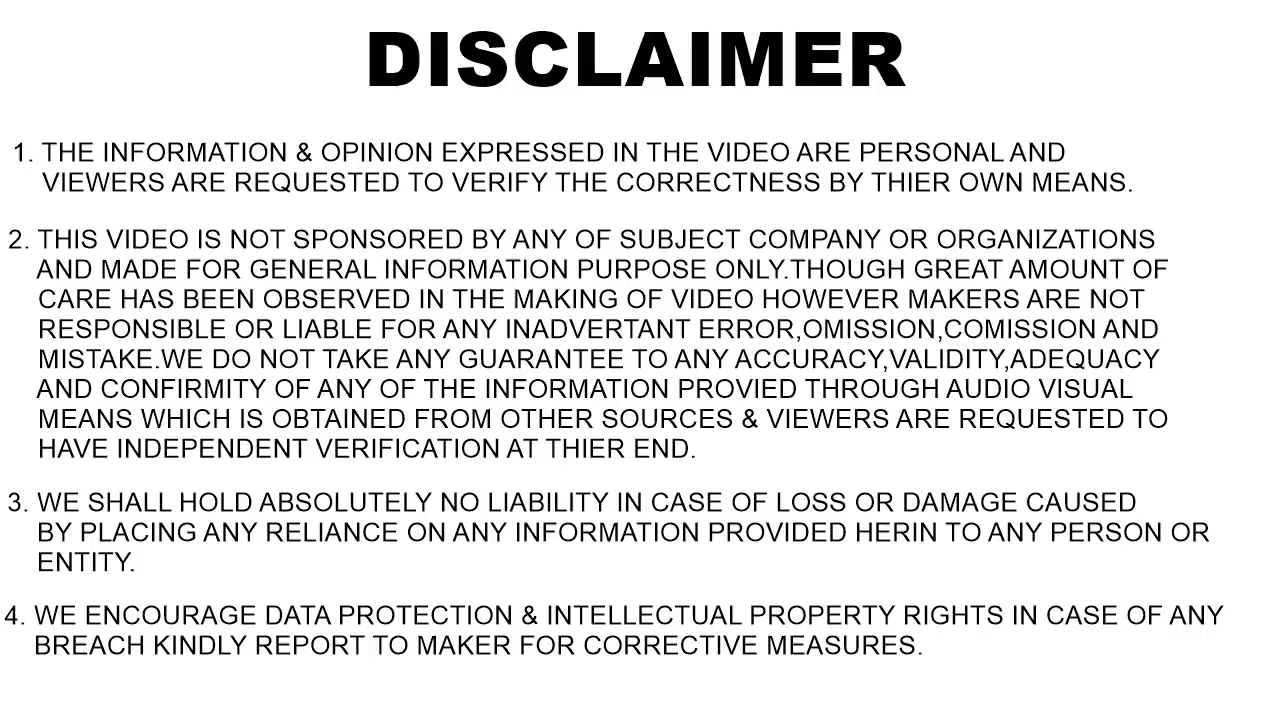 DISCLAIMER
1. THE INFORMATION & OPINION EXPRESSED IN THE VIDEO ARE PERSONAL AND
VIEWERS ARE REQUESTED TO VERIFY THE CORRECTNESS BY THIER OWN MEANS.
2. THIS VIDEO IS NOT SPONSORED BY ANY OF SUBJECT COMPANY OR ORGANIZATIONS
AND MADE FOR GENERAL INFORMATION PURPOSE ONLY.THOUGH GREAT AMOUNT OF
CARE HAS BEEN OBSERVED IN THE MAKING OF VIDEO HOWEVER MAKERS ARE NOT
RESPONSIBLE OR LIABLE FOR ANY INADVERTANT ERROR,OMISSION,COMISSION AND
MISTAKE.WE DO NOT TAKE ANY GUARANTEE TO ANY ACCURACY,VALIDITY,ADEQUACY
AND CONFIRMITY OF ANY OF THE INFORMATION PROVIED THROUGH AUDIO VISUAL
MEANS WHICH IS OBTAINED FROM OTHER SOURCES & VIEWERS ARE REQUESTED TO
HAVE INDEPENDENT VERIFICATION AT THIER END.
3. WE SHALL HOLD ABSOLUTELY NO LIABILITY IN CASE OF LOSS OR DAMAGE CAUSED
BY PLACING ANY RELIANCE ON ANY INFORMATION PROVIDED HERIN TO ANY PERSON OR
ENTITY.
4. WE ENCOURAGE DATA PROTECTION & INTELLECTUAL PROPERTY RIGHTS IN CASE OF ANY
BREACH KINDLY REPORT TO MAKER FOR CORRECTIVE MEASURES.